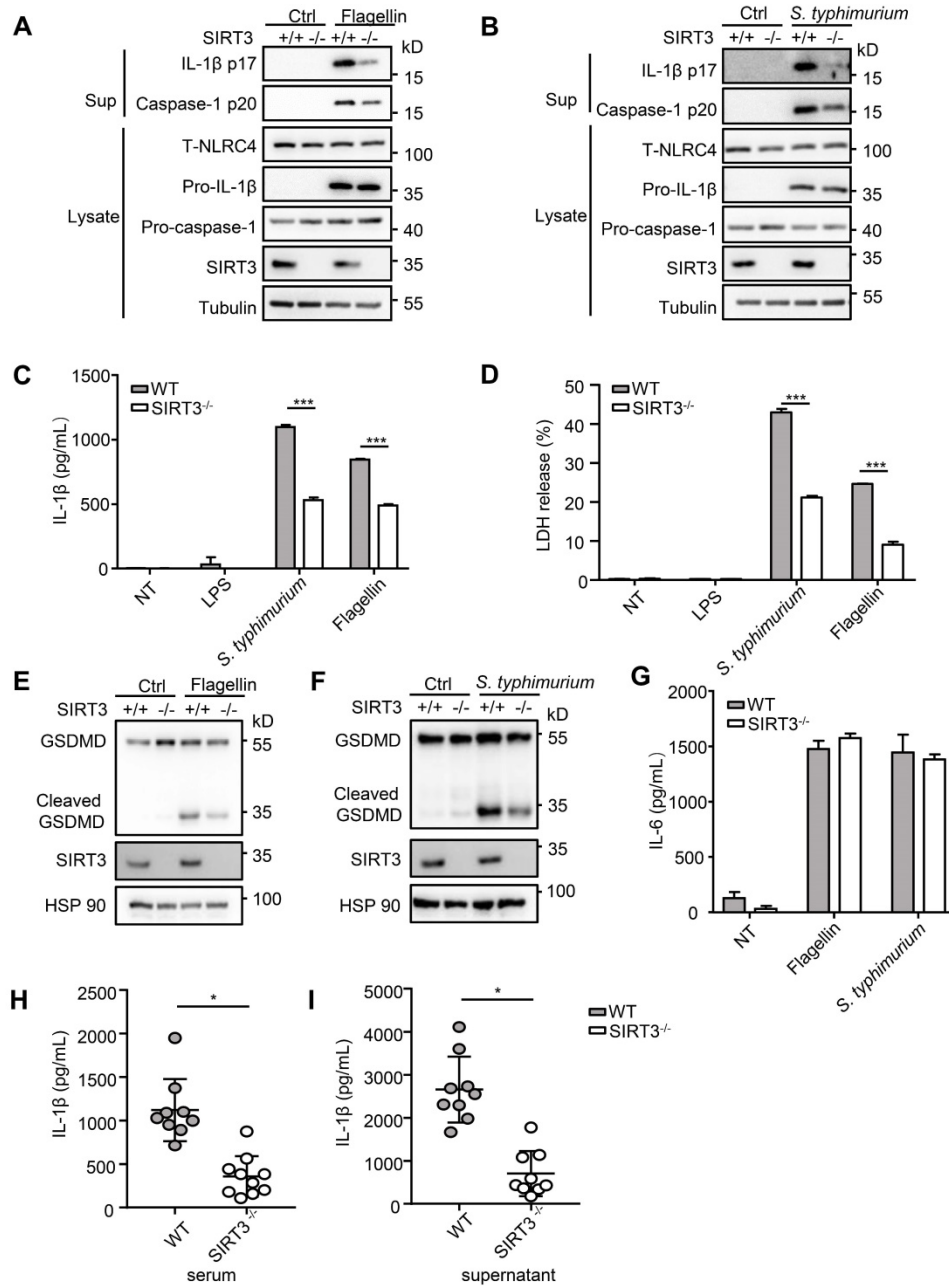 A
Ctrl Flagellin
SIRT3 +/+ -/- +/+ -/- kD
IL-1β p17
15
Sup
Caspase-1 p20
15
T-NLRC4
100
Pro-IL-1β
35
Lysate
Pro-caspase-1
40
SIRT3
35
Tubulin
55
B
Ctrl S. typhimurium
SIRT3 +/+ -/- +/+ -/- kD
IL-1β p17
15
Sup
Caspase-1 p20
15
T-NLRC4
100
Pro-IL-1β
35
Lysate
Pro-caspase-1
40
SIRT3
35
Tubulin
55
C
WT
SIRT3-/-
IL-1β (pg/mL)
1500
1000
500
0
***
***
NT
LPS
S. typhimurium
Flagellin
D
WT
SIRT3-/-
LDH release (%)
50
40
30
20
10
0
***
***
NT
LPS
S. typhimurium
Flagellin
E
Ctrl Flagellin
SIRT3 +/+ -/- +/+ -/- kD
GSDMD
55
Cleaved
GSDMD
35
SIRT3
35
HSP 90
100
F
Ctrl S. typhimurium
SIRT3 +/+ -/- +/+ -/- kD
GSDMD
55
Cleaved
GSDMD
35
SIRT3
35
HSP 90
100
G
WT
SIRT3-/-
IL-6 (pg/mL)
2000
1500
1000
500
0
NT
Flagellin
S. typhimurium
H
IL-1β (pg/mL)
2500
2000
1500
1000
500
0
*
WT
SIRT3-/-
serum
I
IL-1β (pg/mL)
5000
4000
3000
2000
1000
0
*
WT
SIRT3-/-
supernatant
WT
SIRT3-/-